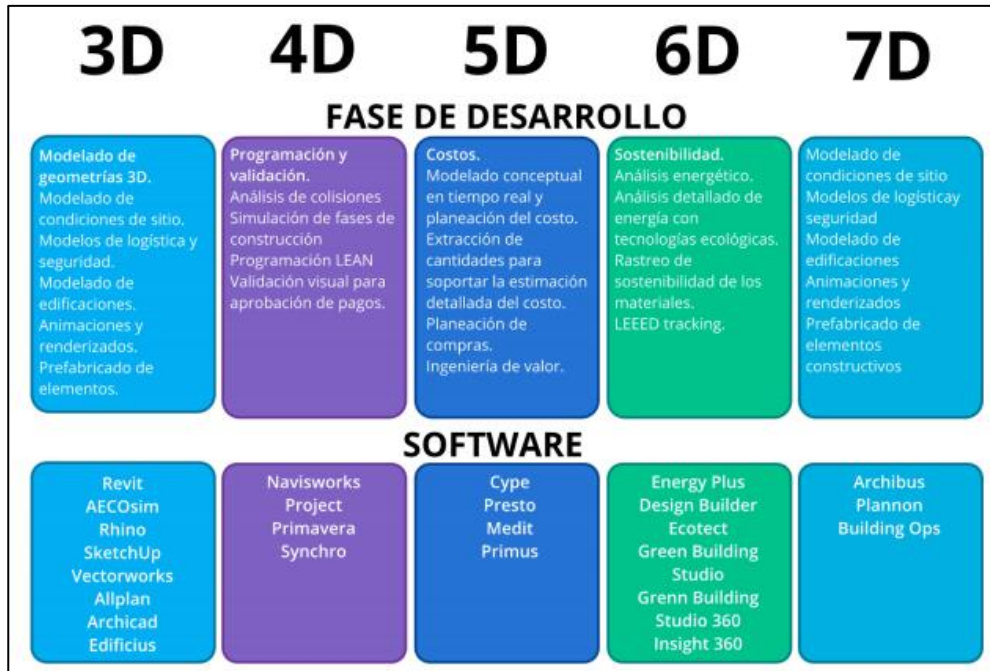 3D
4D
5D
6D
7D
FASE DE DESARROLLO
Modelado de
geometrías 3D.
Modelado de
condiciones de sitio.
Modelos de logística y
seguridad.
Modelado de
edificaciones.
Animaciones y
renderizados.
Prefabricado de
elementos.
Programación y
validación.
Análisis de colisiones
Simulación de fases de
construcción
Programación LEAN
Validación visual para
aprobación de pagos.
Costos.
Modelado conceptual
en tiempo real y
planeación del costo.
Extracción de
cantidades para
soportar la estimación
detallada del costo.
Planeación de
compras.
Ingeniería de valor.
Sostenibilidad.
Análisis energético.
Análisis detallado de
energía con
tecnologías ecológicas.
Rastreo de
sostenibilidad de los
materiales.
LEEED tracking.
Modelado de
condiciones de sitio
Modelos de logísticay
seguridad
Modelado de
edificaciones
Animaciones y
renderizados
Prefabricado de
elementos
constructivos
SOFTWARE
Revit
AECOsim
Rhino
SketchUp
Vectorworks
Allplan
Archicad
Edificius
Navisworks
Project
Primavera
Synchro
Cype
Presto
Medit
Primus
Energy Plus
Design Builder
Ecotect
Green Building
Studio
Grenn Building
Studio 360
Insight 360
Archibus
Plannon
Building Ops